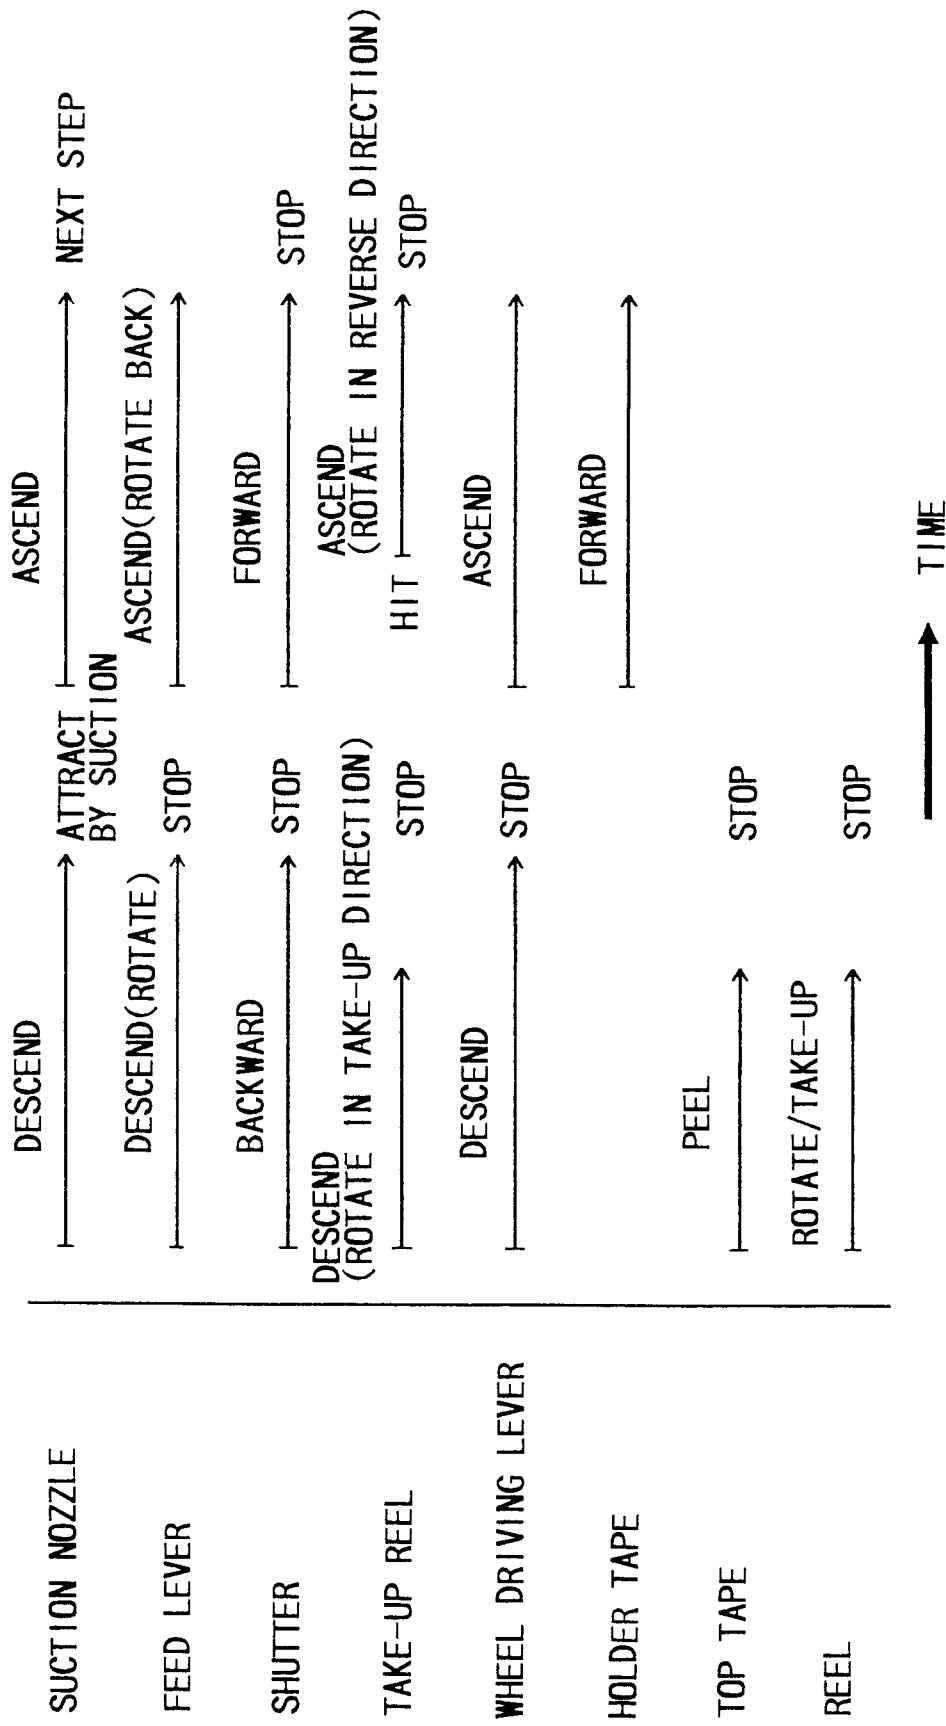 SUCTION NOZZLE
DESCEND
ATTRACT
BY SUCTION
ASCEND
NEXT STEP
FEED LEVER
DESCEND(ROTATE)
STOP
ASCEND(ROTATE BACK)
SHUTTER
BACKWARD
STOP
FORWARD
STOP
TAKE-UP REEL
DESCEND
(ROTATE IN TAKE-UP DIRECTION)
STOP
HIT
ASCEND
(ROTATE IN REVERSE DIRECTION)
STOP
WHEEL DRIVING LEVER
DESCEND
STOP
ASCEND
HOLDER TAPE
FORWARD
TOP TAPE
PEEL
STOP
REEL
ROTATE/TAKE-UP
STOP
TIME